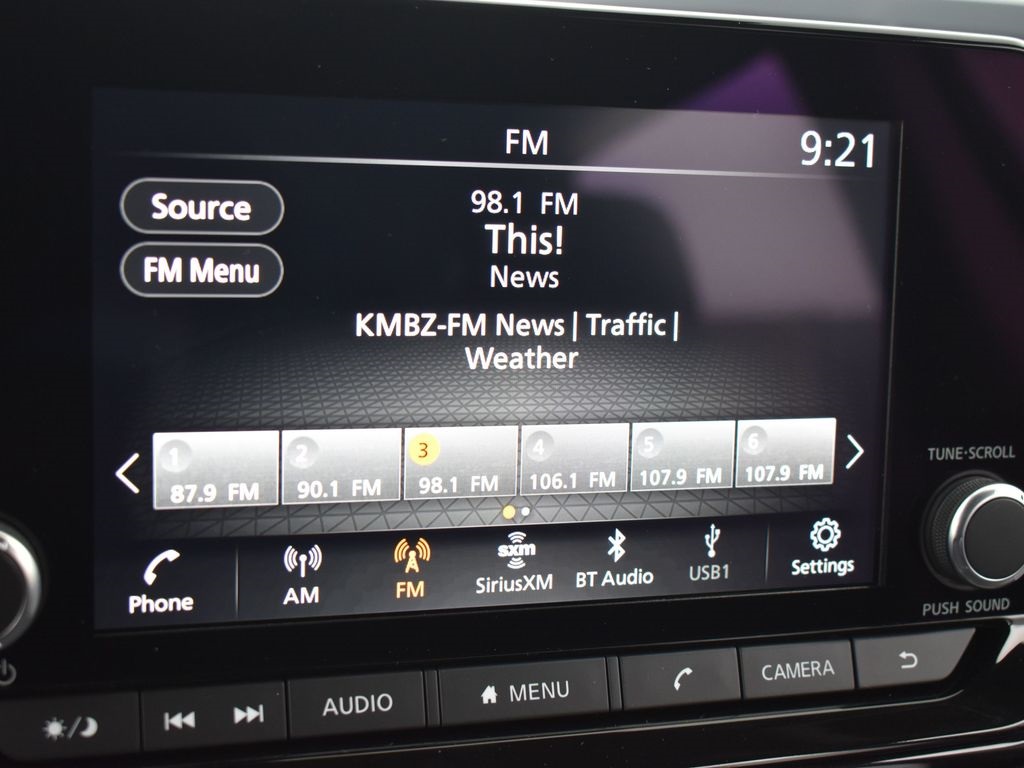 FM
9:21
Source
98.1 FM
This!
FM Menu
News
KMBZ-FM News | Traffic |
Weather
1
2
3
4
5
6
87.9 FM
90.1 FM
98.1 FM
106.1 FM
107.9 FM
107.9 FM
TUNE·SCROLL
Phone
AM
FM
sxm
SiriusXM
BT Audio
USB1
Settings
PUSH SOUND
AUDIO
MENU
CAMERA